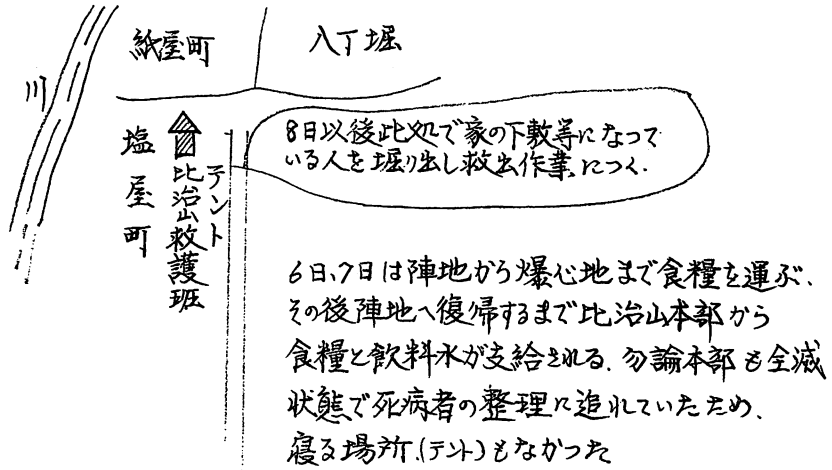 紙屋町
八丁堀
川
塩屋町
テント
比治山救護班
8日以後此処で家の下敷等になって
いる人を堀り出し救出作業につく.
6日、7日は陣地から爆心地まで食糧を運ぶ.
その後陣地へ復帰するまで比治山本部から
食糧と飲料水が支給される.勿論本部も全滅
状態で死病者の整理に追れていたため.
寝る場所.(テント)もなかった